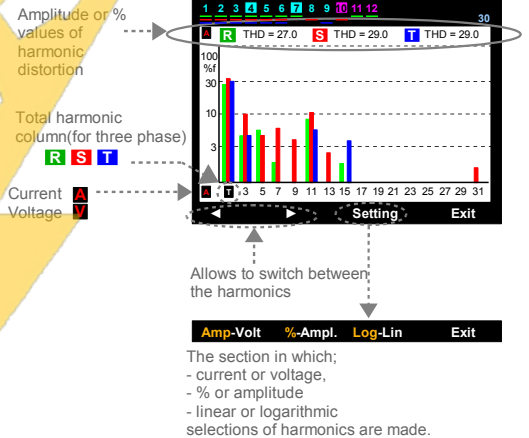 Amplitude or %
values of
harmonic
distortion
1 2 3 4 5 6 7 8 9 10 11 12
30
A R THD = 27.0 S THD = 29.0 T THD = 29.0
100
%f
30
10
3
Total harmonic
column(for three phase)
R S T
Current A
Voltage V
A T 3 5 7 9 11 13 15 17 19 21 23 25 27 29 31
◄ ► Setting Exit
Allows to switch between
the harmonics
Amp-Volt %-Ampl. Log-Lin Exit
The section in which;
- current or voltage,
- % or amplitude
- linear or logarithmic
selections of harmonics are made.